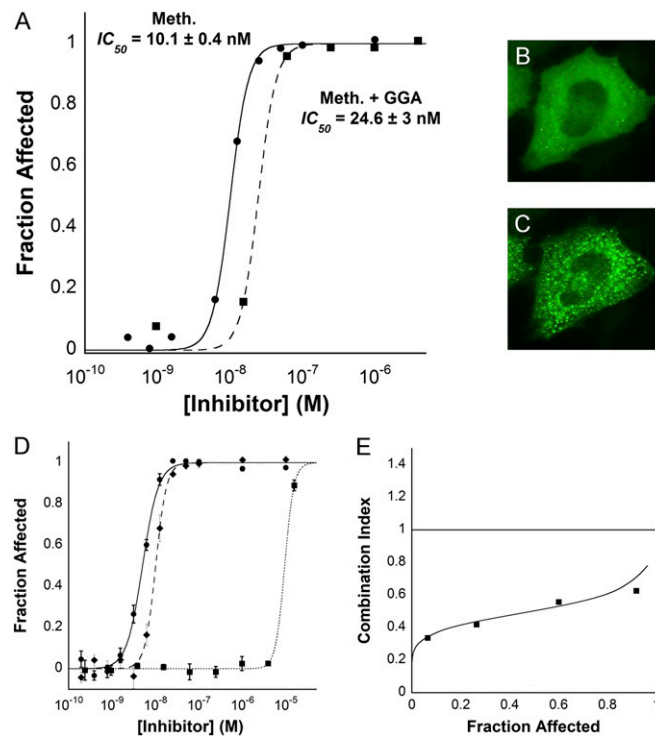 A
Meth.
IC50 = 10.1 ± 0.4 nM
Meth. + GGA
IC50 = 24.6 ± 3 nM
Fraction Affected
1
0.8
0.6
0.4
0.2
0
10-10
10-9
10-8
10-7
10-6
[Inhibitor] (M)
B
C
D
Fraction Affected
1
0.8
0.6
0.4
0.2
0
10-10
10-9
10-8
10-7
10-6
10-5
[Inhibitor] (M)
E
Combination Index
1.4
1.2
1
0.8
0.6
0.4
0.2
0
0
0.2
0.4
0.6
0.8
1
Fraction Affected